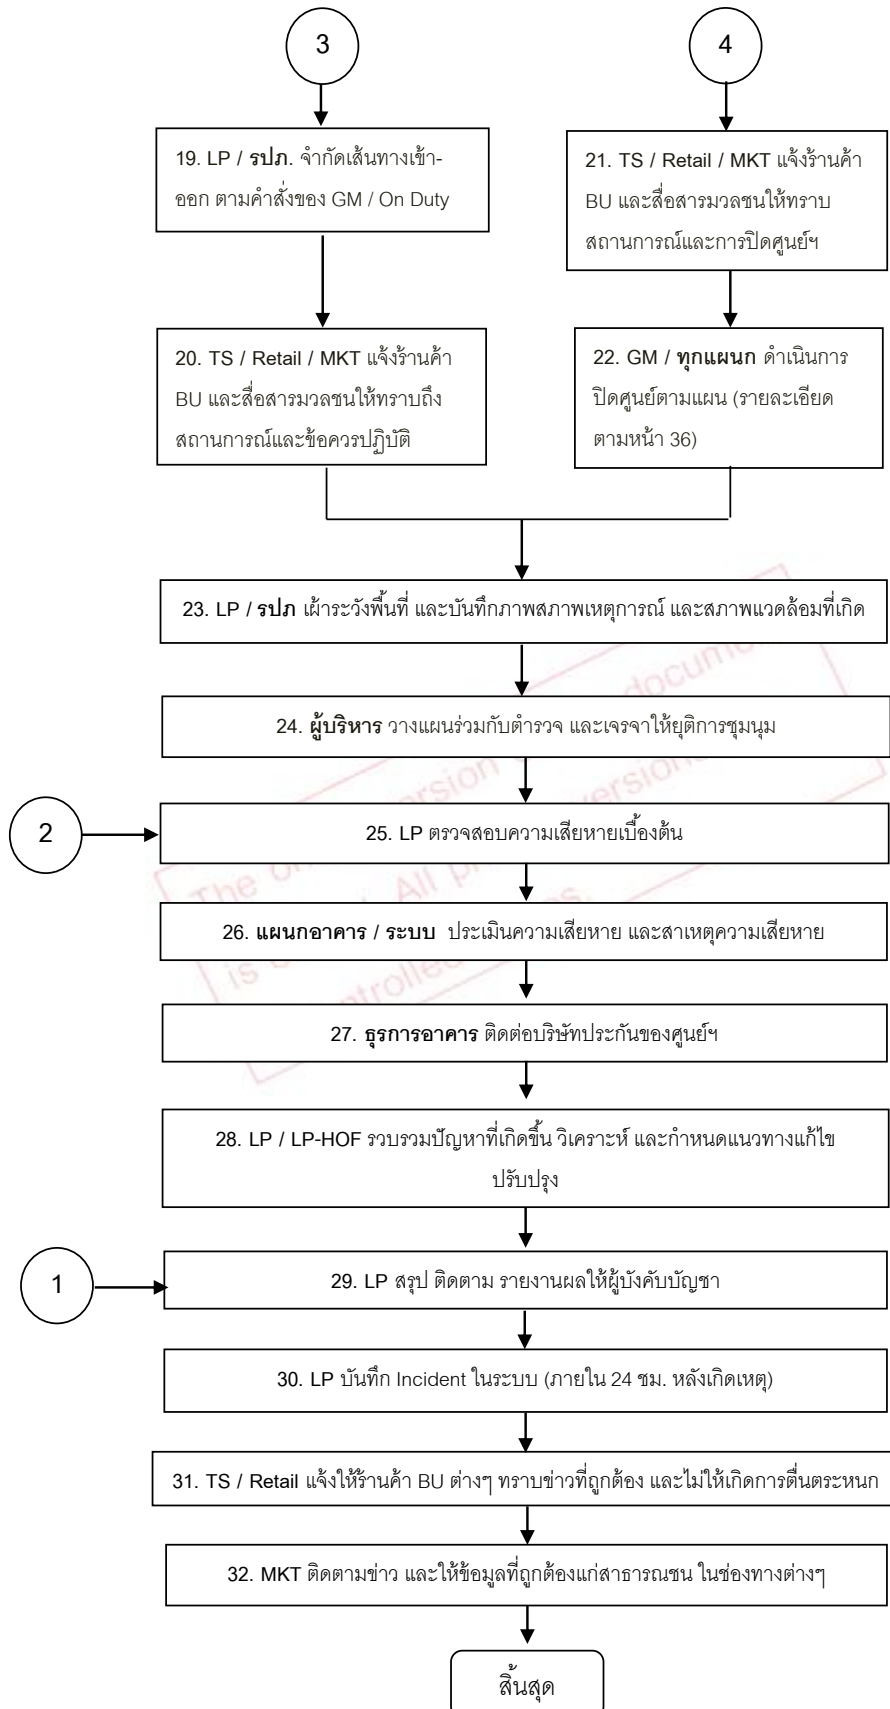 3
4
19. LP / รปภ. จำกัดเส้นทางเข้า-
ออก ตามคำสั่งของ GM / On Duty
21. TS / Retail / MKT แจ้งร้านค้า
BU และสื่อสารมวลชนให้ทราบ
สถานการณ์และการปิดศูนย์ฯ
20. TS / Retail / MKT แจ้งร้านค้า
BU และสื่อสารมวลชนให้ทราบถึง
สถานการณ์และข้อควรปฏิบัติ
22. GM / ทุกแผนก ดำเนินการ
ปิดศูนย์ตามแผน (รายละเอียด
ตามหน้า 36)
23. LP / รปภ เผ้าระวังพื้นที่ และบันทึกภาพสภาพเหตุการณ์ และสภาพแวดล้อมที่เกิด
24. ผู้บริหาร วางแผนร่วมกับตำรวจ และเจรจาให้ยุติการชุมนุม
2
25. LP ตรวจสอบความเสียหายเบื้องต้น
26. แผนกอาคาร / ระบบ ประเมินความเสียหาย และสาเหตุความเสียหาย
27. ธุรการอาคาร ติดต่อบริษัทประกันของศูนย์ฯ
28. LP / LP-HOF รวบรวมปัญหาที่เกิดขึ้น วิเคราะห์ และกำหนดแนวทางแก้ไข
ปรับปรุง
1
29. LP สรุป ติดตาม รายงานผลให้ผู้บังคับบัญชา
30. LP บันทึก Incident ในระบบ (ภายใน 24 ชม. หลังเกิดเหตุ)
31. TS / Retail แจ้งให้ร้านค้า BU ต่างๆ ทราบข่าวที่ถูกต้อง และไม่ให้เกิดการตื่นตระหนก
32. MKT ติดตามข่าว และให้ข้อมูลที่ถูกต้องแก่สาธารณชน ในช่องทางต่างๆ
สิ้นสุด